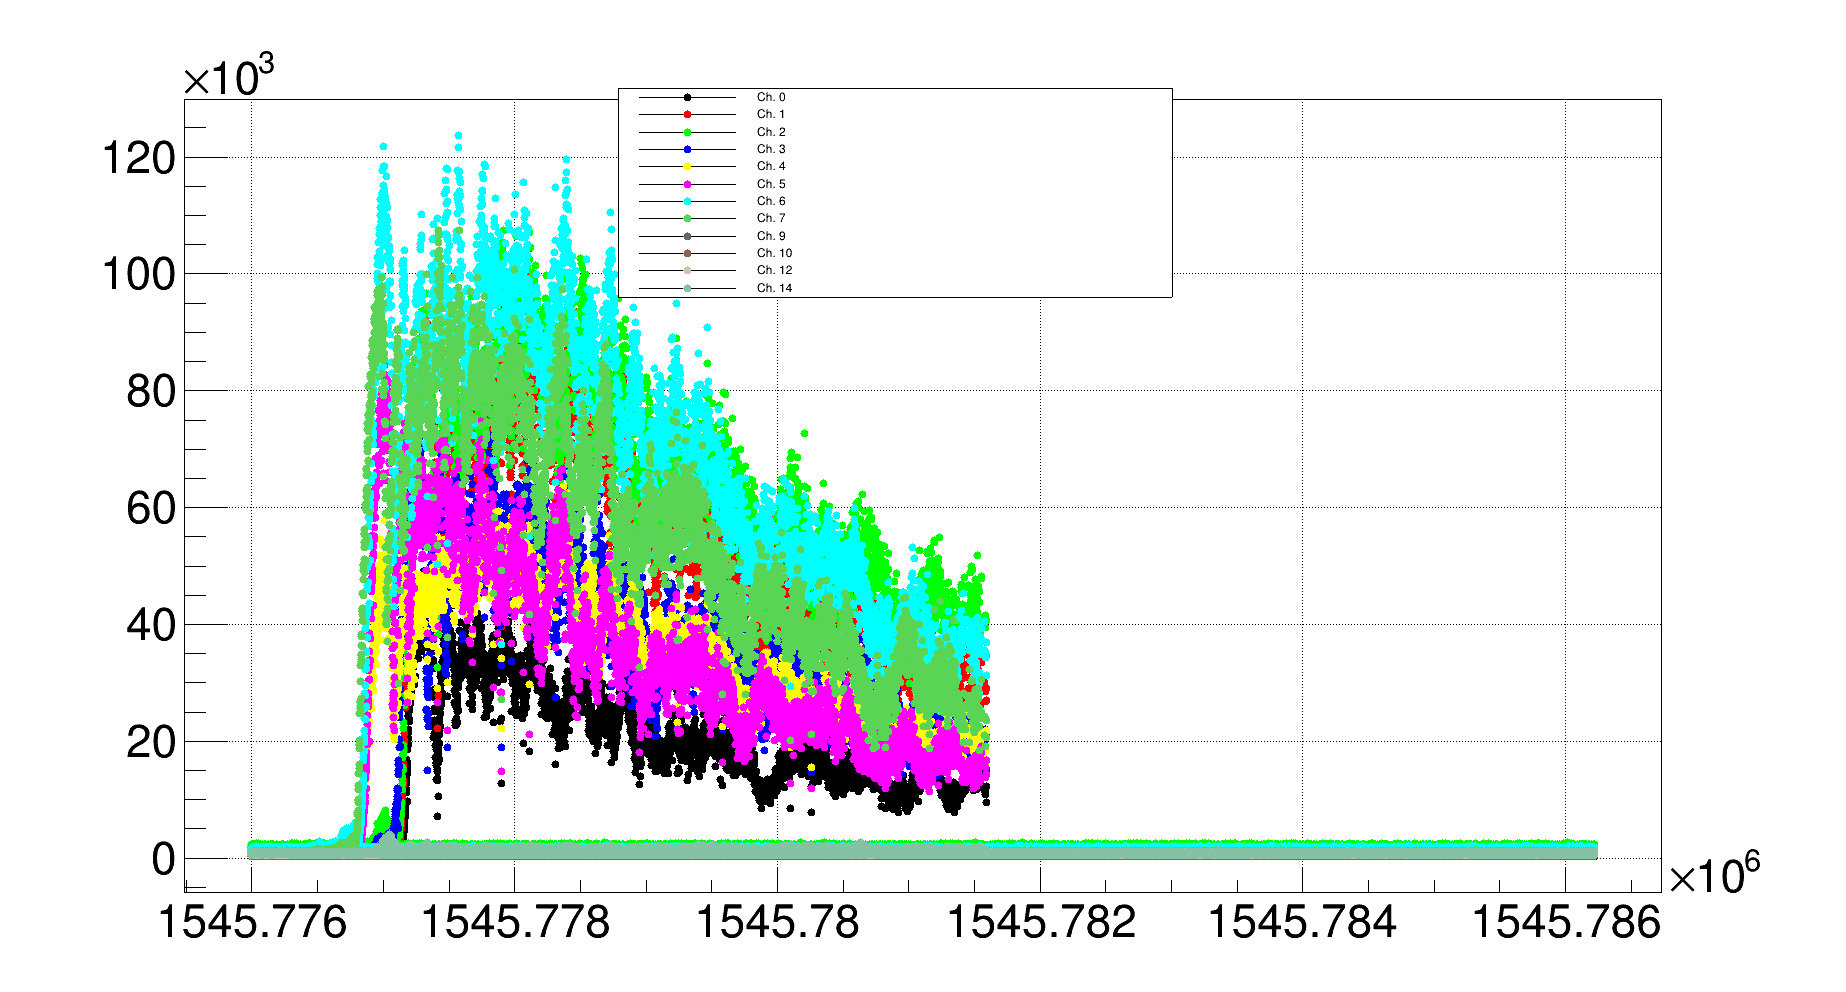 ×10³
120
100
80
60
40
20
0
Ch. 0
Ch. 1
Ch. 2
Ch. 3
Ch. 4
Ch. 5
Ch. 6
Ch. 7
Ch. 9
Ch. 10
Ch. 12
Ch. 14
1545.776 1545.778 1545.78 1545.782 1545.784 1545.786
×10⁶